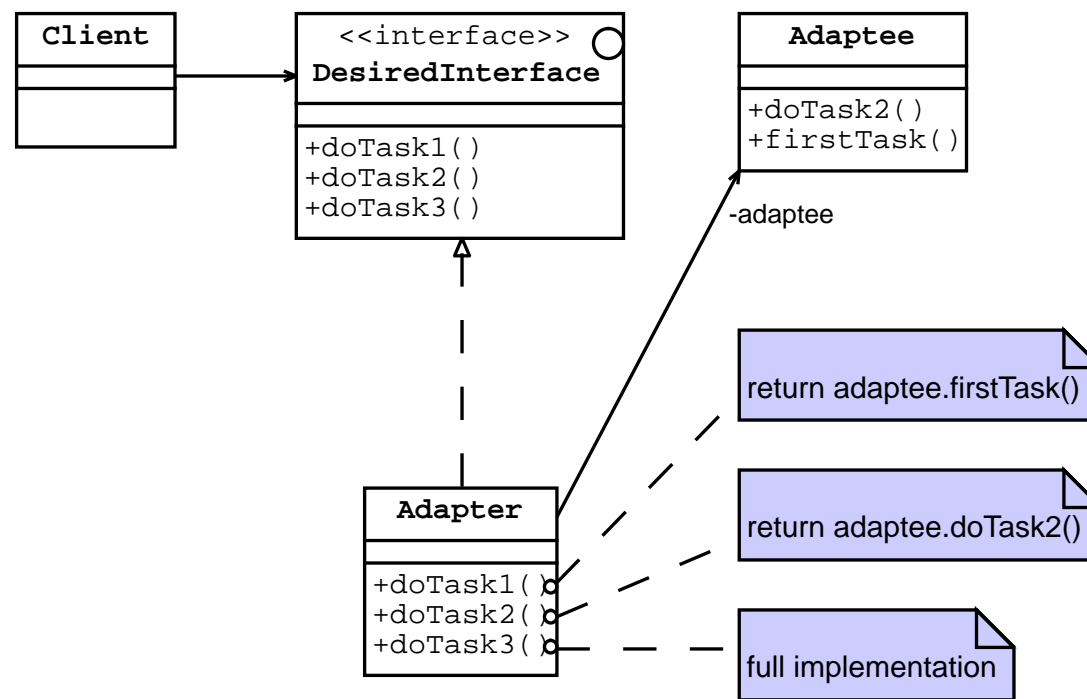 Client
<<interface>>
DesiredInterface
+doTask1()
+doTask2()
+doTask3()
Adaptee
+doTask2()
+firstTask()
-adaptee
return adaptee.firstTask()
Adapter
+doTask1()
+doTask2()
+doTask3()
return adaptee.doTask2()
full implementation